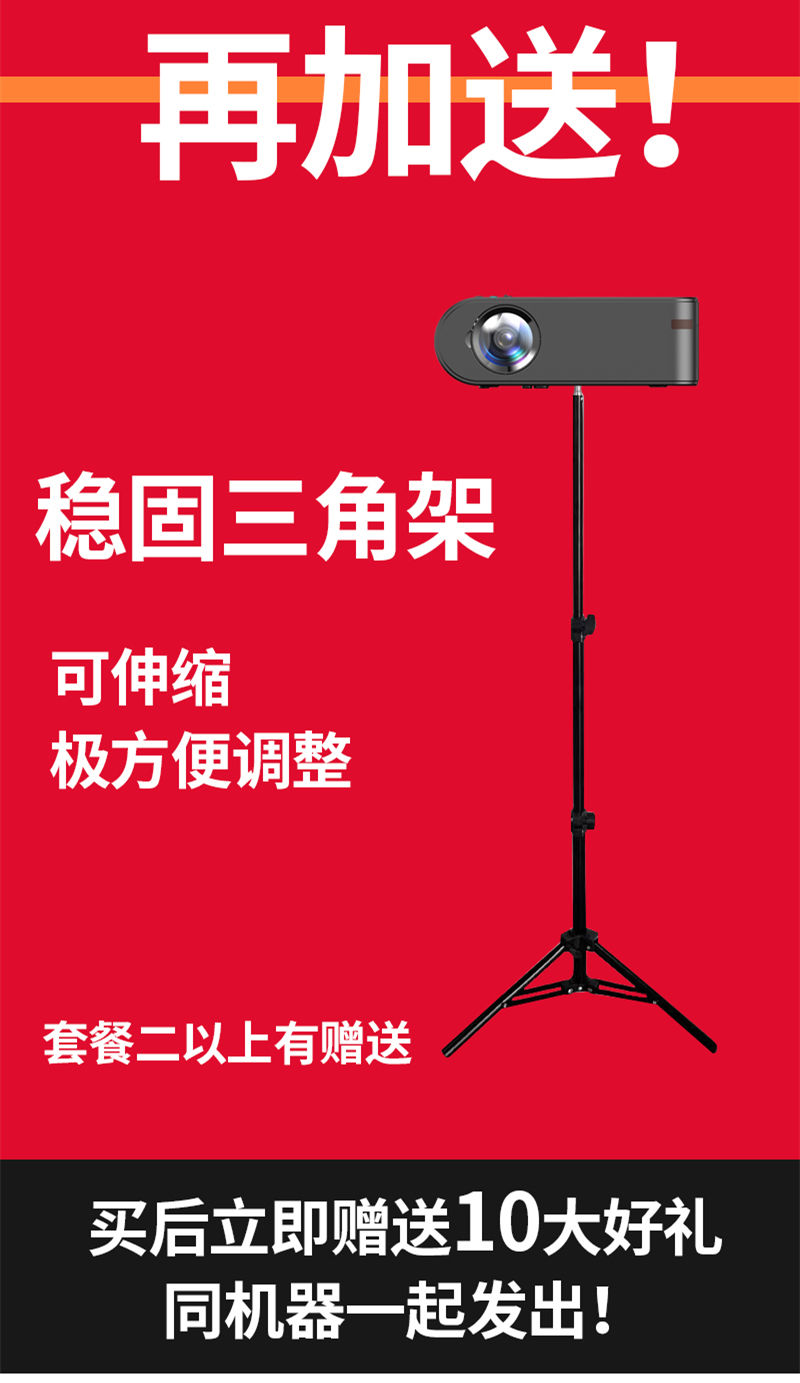 再加送！
稳固三角架
可伸缩
极方便调整
套餐二以上有赠送
买后立即赠送10大好礼
同机器一起发出！